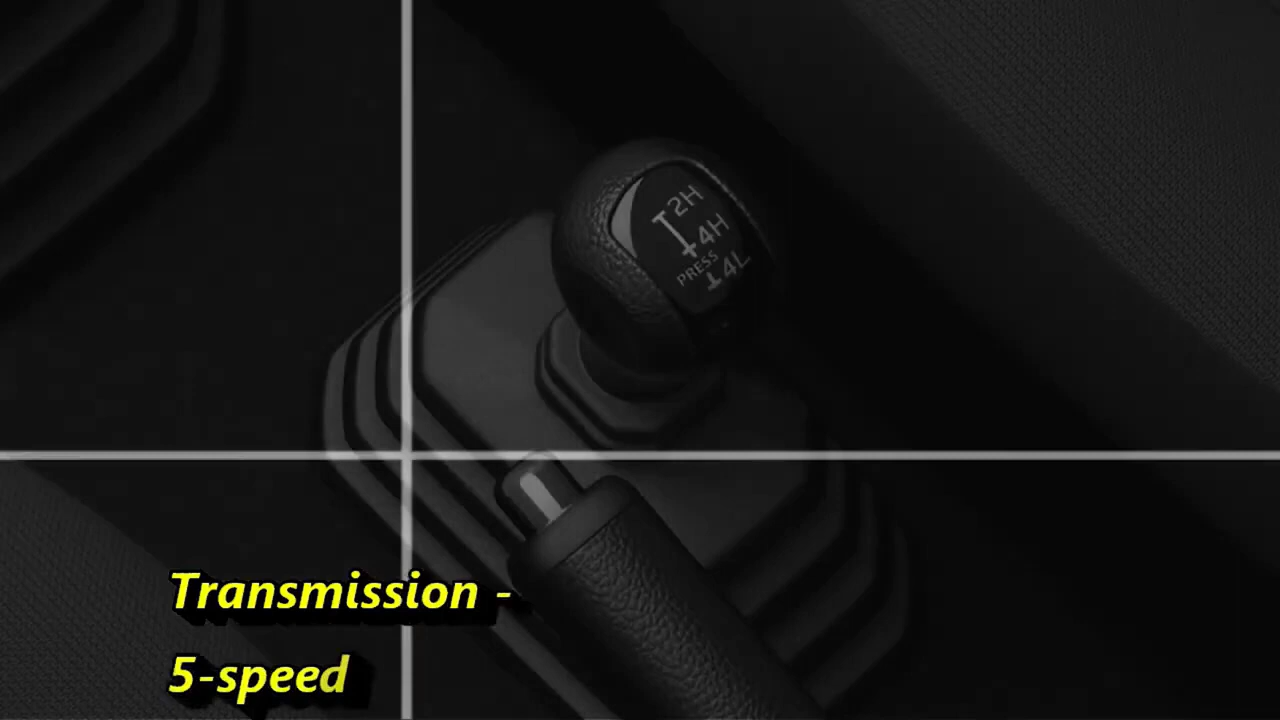 2H
4H
PRESS
4L
Transmission -
5-speed